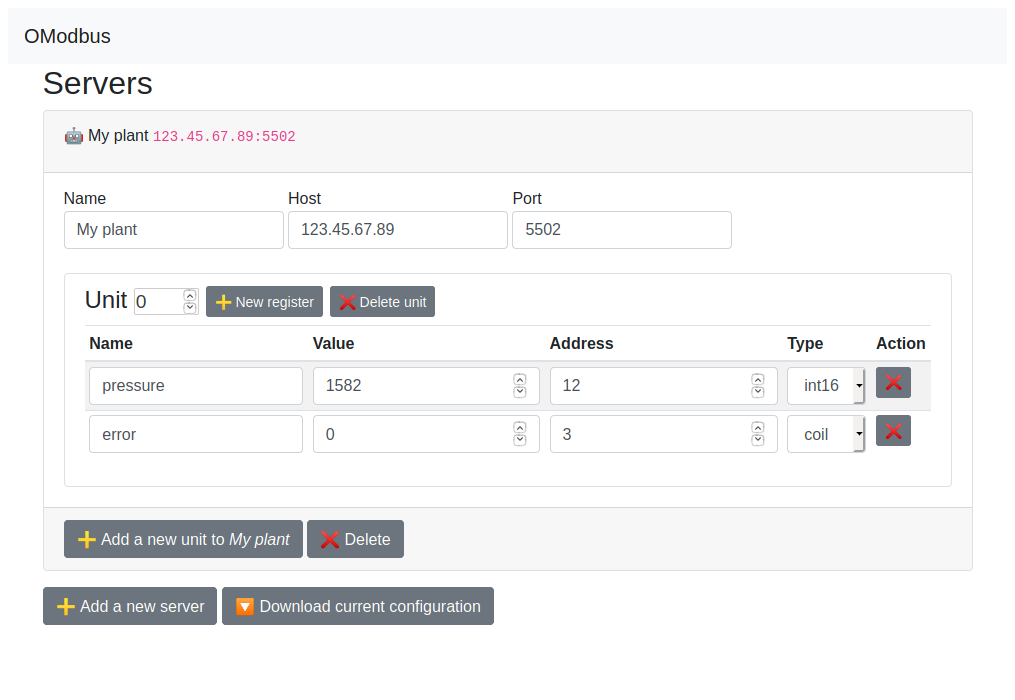 OModbus
Servers
My plant 123.45.67.89:5502
Name Host Port
My plant 123.45.67.89 5502
Unit 0 New register Delete unit
Name Value Address Type Action
pressure 1582 12 int16
error 0 3 coil
Add a new unit to My plant Delete
Add a new server Download current configuration